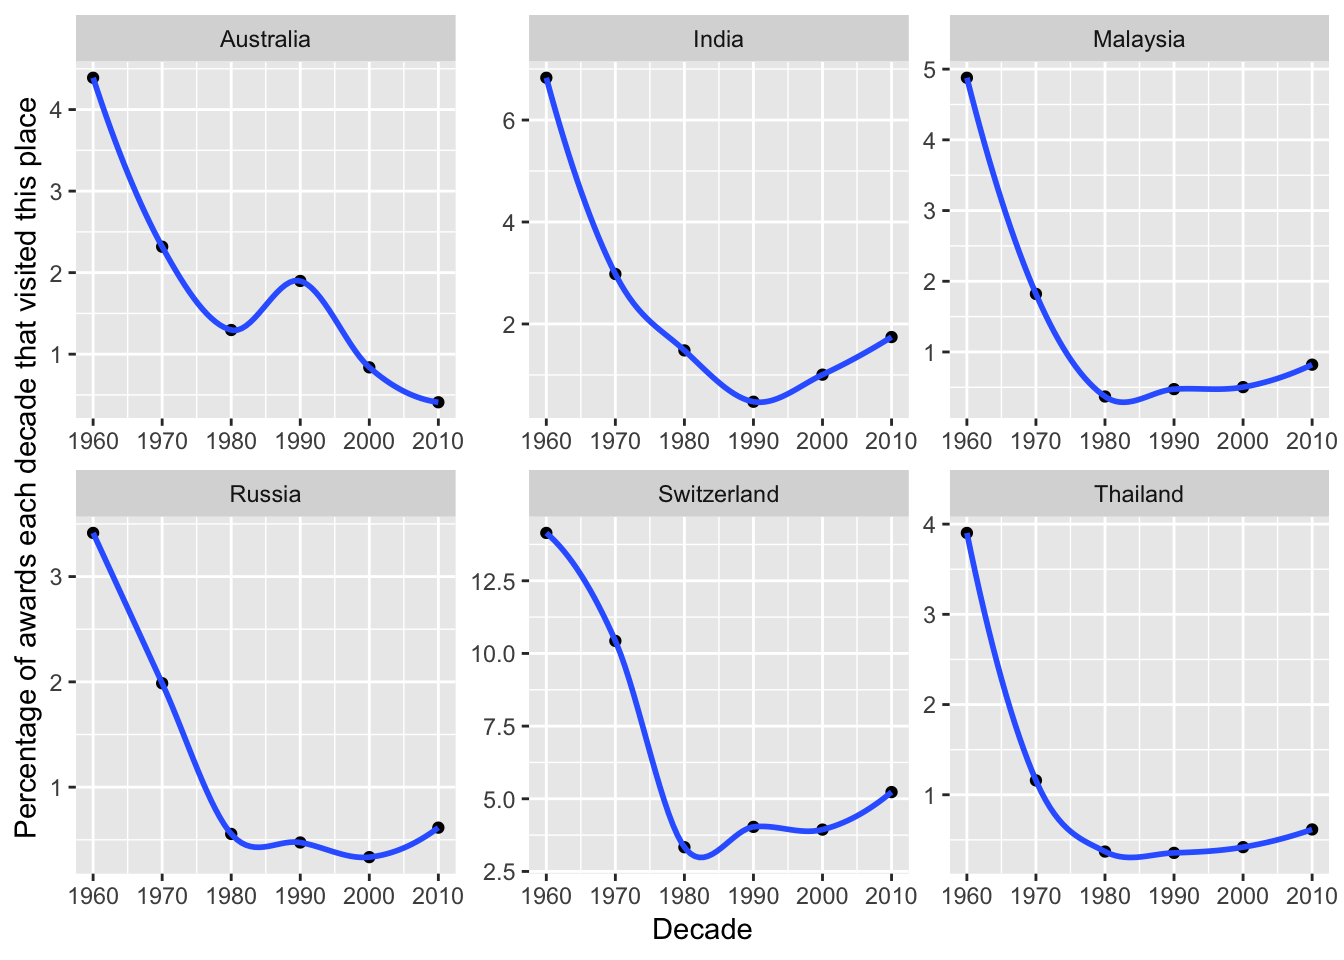 Percentage of awards each decade that visited this place
Australia
4
3
2
1
1960 1970 1980 1990 2000 2010
India
6
4
2
1960 1970 1980 1990 2000 2010
Malaysia
5
4
3
2
1
1960 1970 1980 1990 2000 2010
Russia
3
2
1
1960 1970 1980 1990 2000 2010
Switzerland
12.5
10.0
7.5
5.0
2.5
1960 1970 1980 1990 2000 2010
Thailand
4
3
2
1
1960 1970 1980 1990 2000 2010
Decade